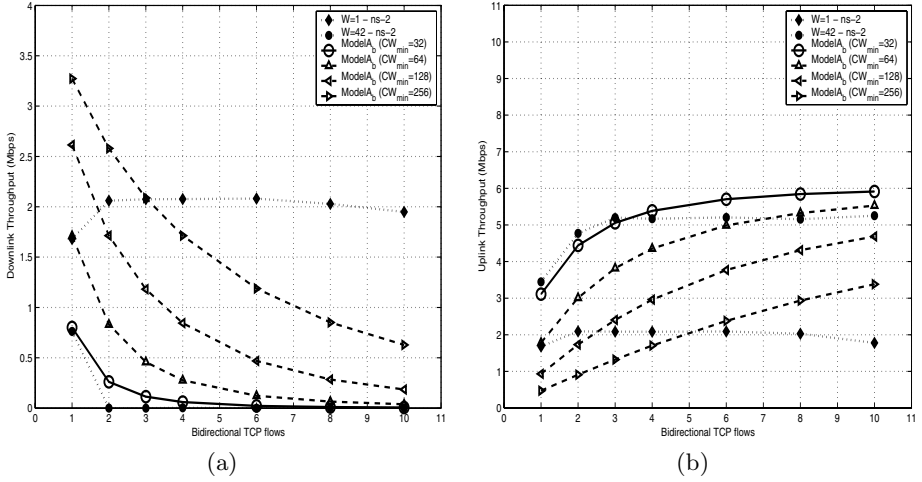 4
3.5
3
2.5
2
1.5
1
0.5
0
Downlink Throughput (Mbps)
W=1 − ns−2
W=42 − ns−2
ModelA_b (CW_min=32)
ModelA_b (CW_min=64)
ModelA_b (CW_min=128)
ModelA_b (CW_min=256)
0 1 2 3 4 5 6 7 8 9 10 11
Bidirectional TCP flows
(a)
11
10
9
8
7
6
5
4
3
2
1
0
Uplink Throughput (Mbps)
W=1 − ns−2
W=42 − ns−2
ModelA_b (CW_min=32)
ModelA_b (CW_min=64)
ModelA_b (CW_min=128)
ModelA_b (CW_min=256)
0 1 2 3 4 5 6 7 8 9 10 11
Bidirectional TCP flows
(b)